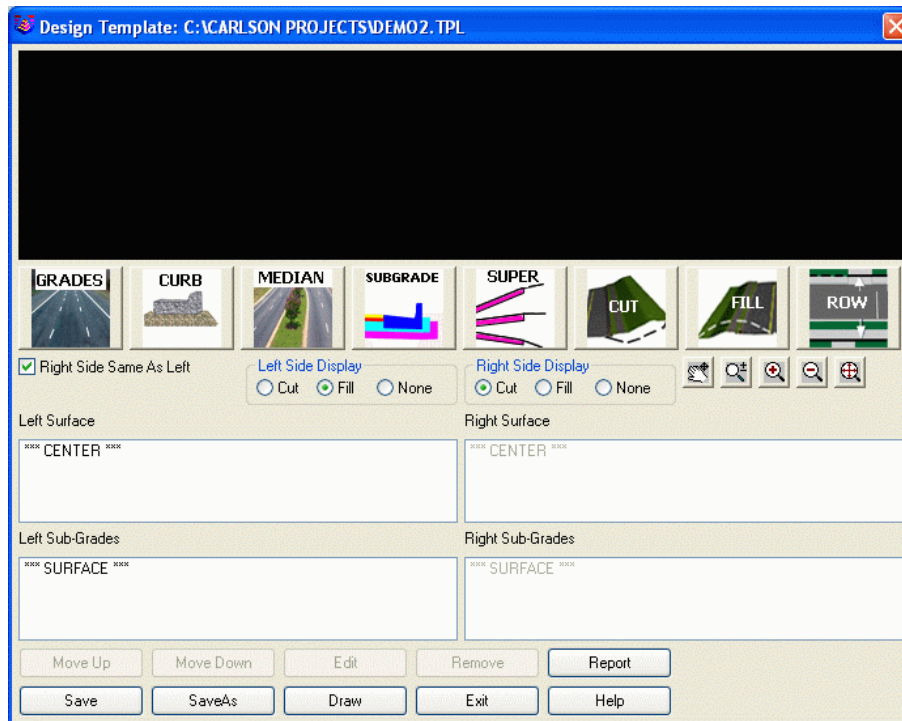 Design Template: C:\CARLSON PROJECTS\DEMO2.TPL
GRADES CURB MEDIAN SUBGRADE SUPER CUT FILL ROW
Right Side Same As Left
Left Side Display
Cut Fill None
Right Side Display
Cut Fill None
Left Surface Right Surface
*** CENTER *** *** CENTER ***
Left Sub-Grades Right Sub-Grades
*** SURFACE *** *** SURFACE ***
Move Up Move Down Edit Remove Report
Save SaveAs Draw Exit Help